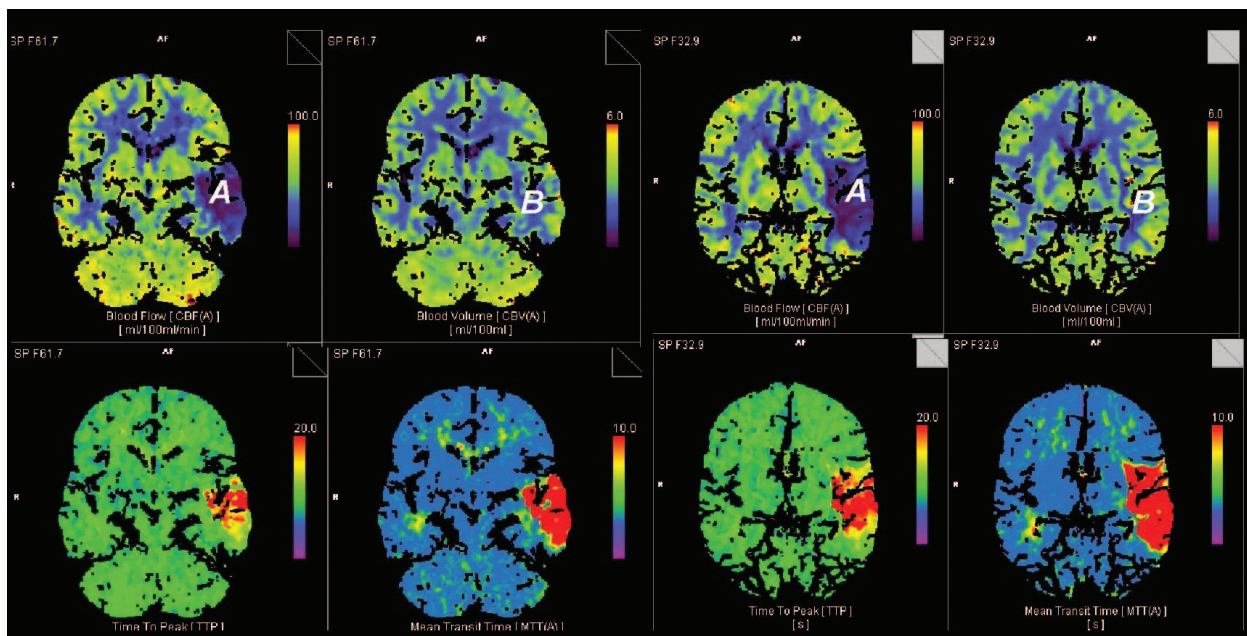 SP F61.7
AF
SP F61.7
AF
SP F32.9
AF
SP F32.9
AF
100.0
6.0
100.0
6.0
R
A
B
R
A
R
B
Blood Flow [ CBF(A) ]
[ ml/100ml/min ]
Blood Volume [ CBV(A) ]
[ ml/100ml ]
Blood Flow [ CBF(A) ]
[ ml/100ml/min ]
Blood Volume [ CBV(A) ]
[ ml/100ml ]
SP F61.7
AF
SP F61.7
AF
SP F32.9
AF
SP F32.9
AF
20.0
10.0
20.0
10.0
R
R
R
R
Time To Peak [ TTP ]
Mean Transit Time [ MTT(A) ]
Time To Peak [ TTP ]
[ s ]
Mean Transit Time [ MTT(A) ]
[ s ]